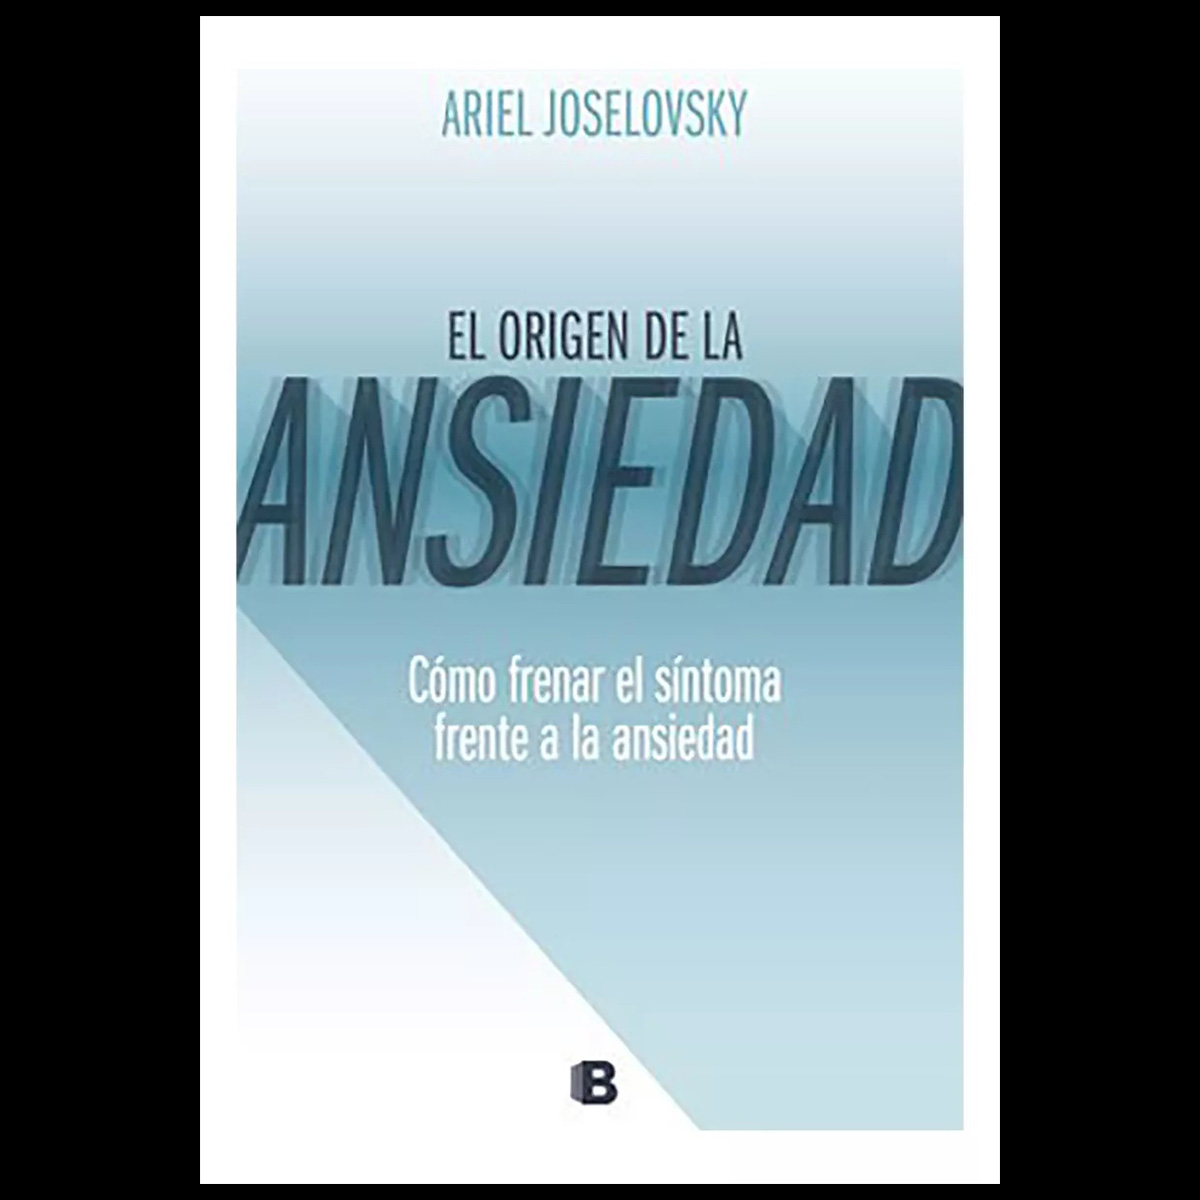 ARIEL JOSELOVSKY
EL ORIGEN DE LA
ANSIEDAD
Cómo frenar el síntoma
frente a la ansiedad
B